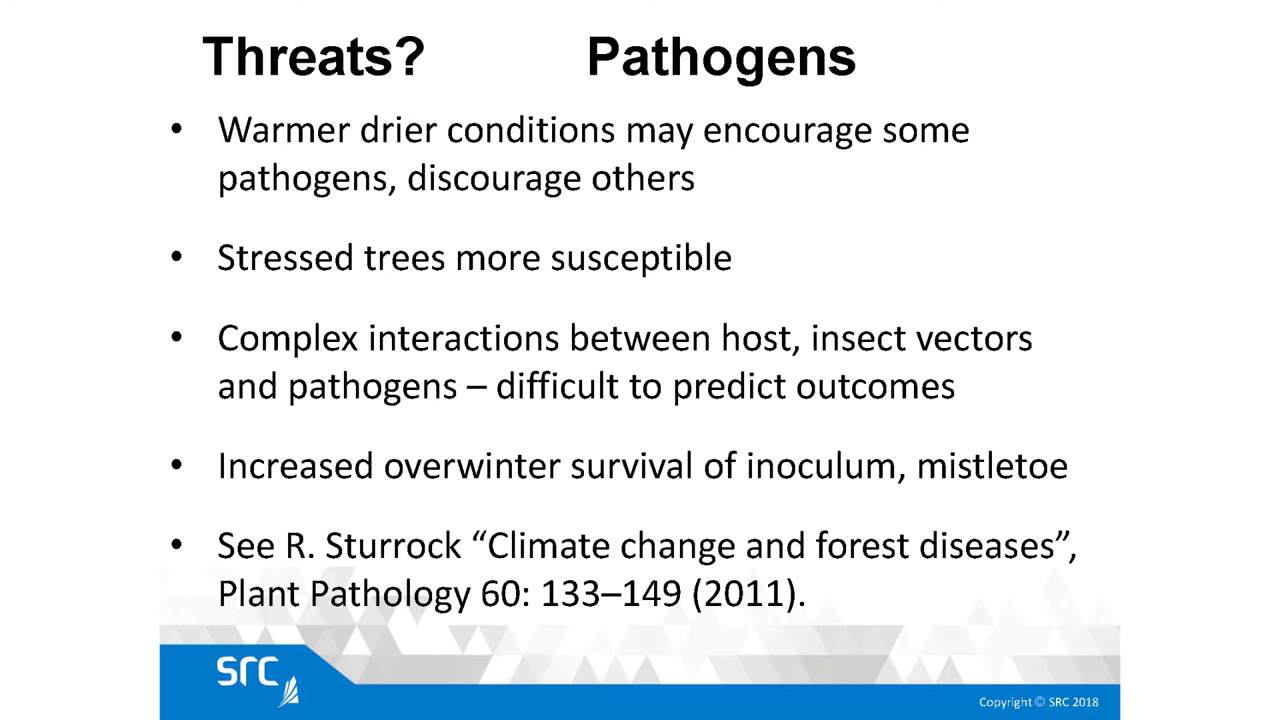 Threats? Pathogens
• Warmer drier conditions may encourage some
pathogens, discourage others
• Stressed trees more susceptible
• Complex interactions between host, insect vectors
and pathogens – difficult to predict outcomes
• Increased overwinter survival of inoculum, mistletoe
• See R. Sturrock “Climate change and forest diseases”,
Plant Pathology 60: 133–149 (2011).
src
Copyright © SRC 2018